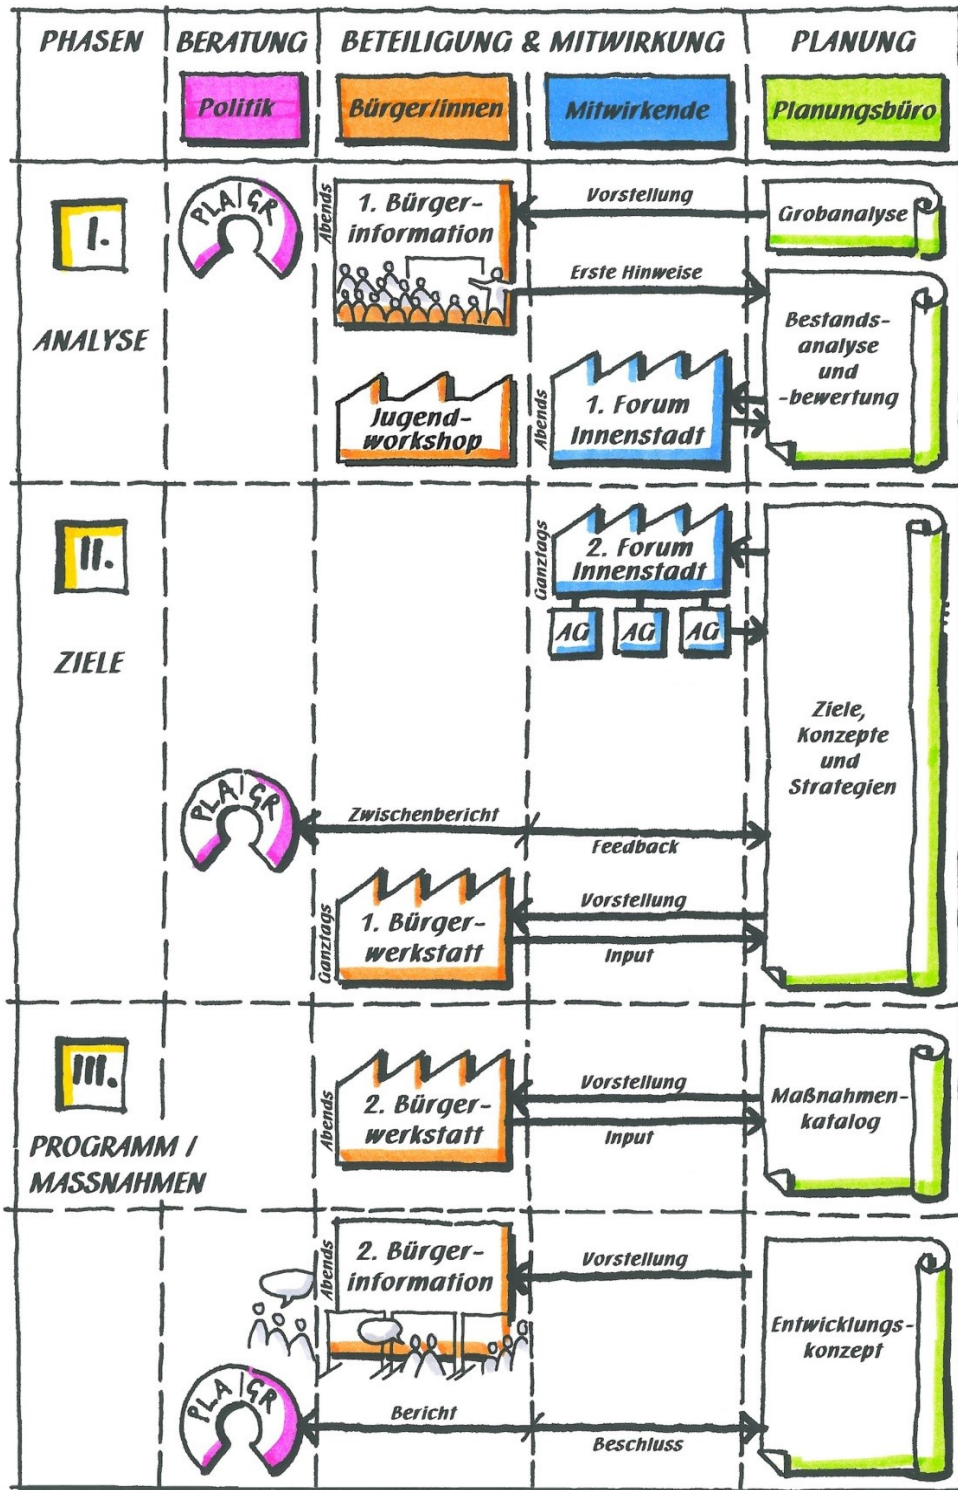 PHASEN
BERATUNG
BETEILIGUNG & MITWIRKUNG
PLANUNG
Politik
Bürger/innen
Mitwirkende
Planungsbüro
I.
ANALYSE
PLA/GR
Abends
1. Bürger-
information
Vorstellung
Grobanalyse
Erste Hinweise
Bestands-
analyse
und
-bewertung
Jugend-
workshop
Abends
1. Forum
Innenstadt
II.
ZIELE
Ganztags
2. Forum
Innenstadt
AG
AG
AG
Ziele,
Konzepte
und
Strategien
PLA/GR
Zwischenbericht
Feedback
Ganztags
1. Bürger-
werkstatt
Vorstellung
Input
III.
PROGRAMM /
MASSNAHMEN
Abends
2. Bürger-
werkstatt
Vorstellung
Input
Maßnahmen-
katalog
Abends
2. Bürger-
information
Vorstellung
Entwicklungs-
konzept
PLA/GR
Bericht
Beschluss